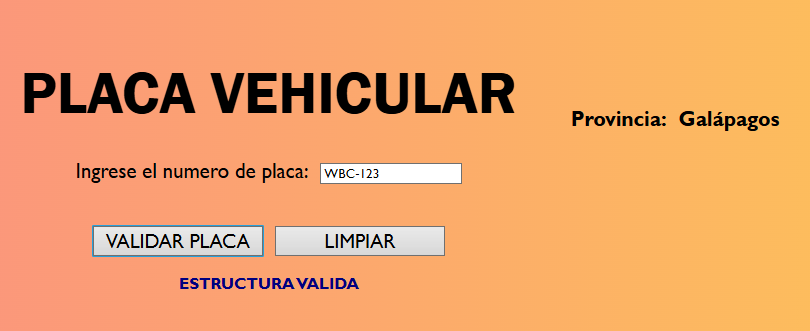 PLACA VEHICULAR
Provincia: Galápagos
Ingrese el numero de placa: WBC-123
VALIDAR PLACA LIMPIAR
ESTRUCTURA VALIDA